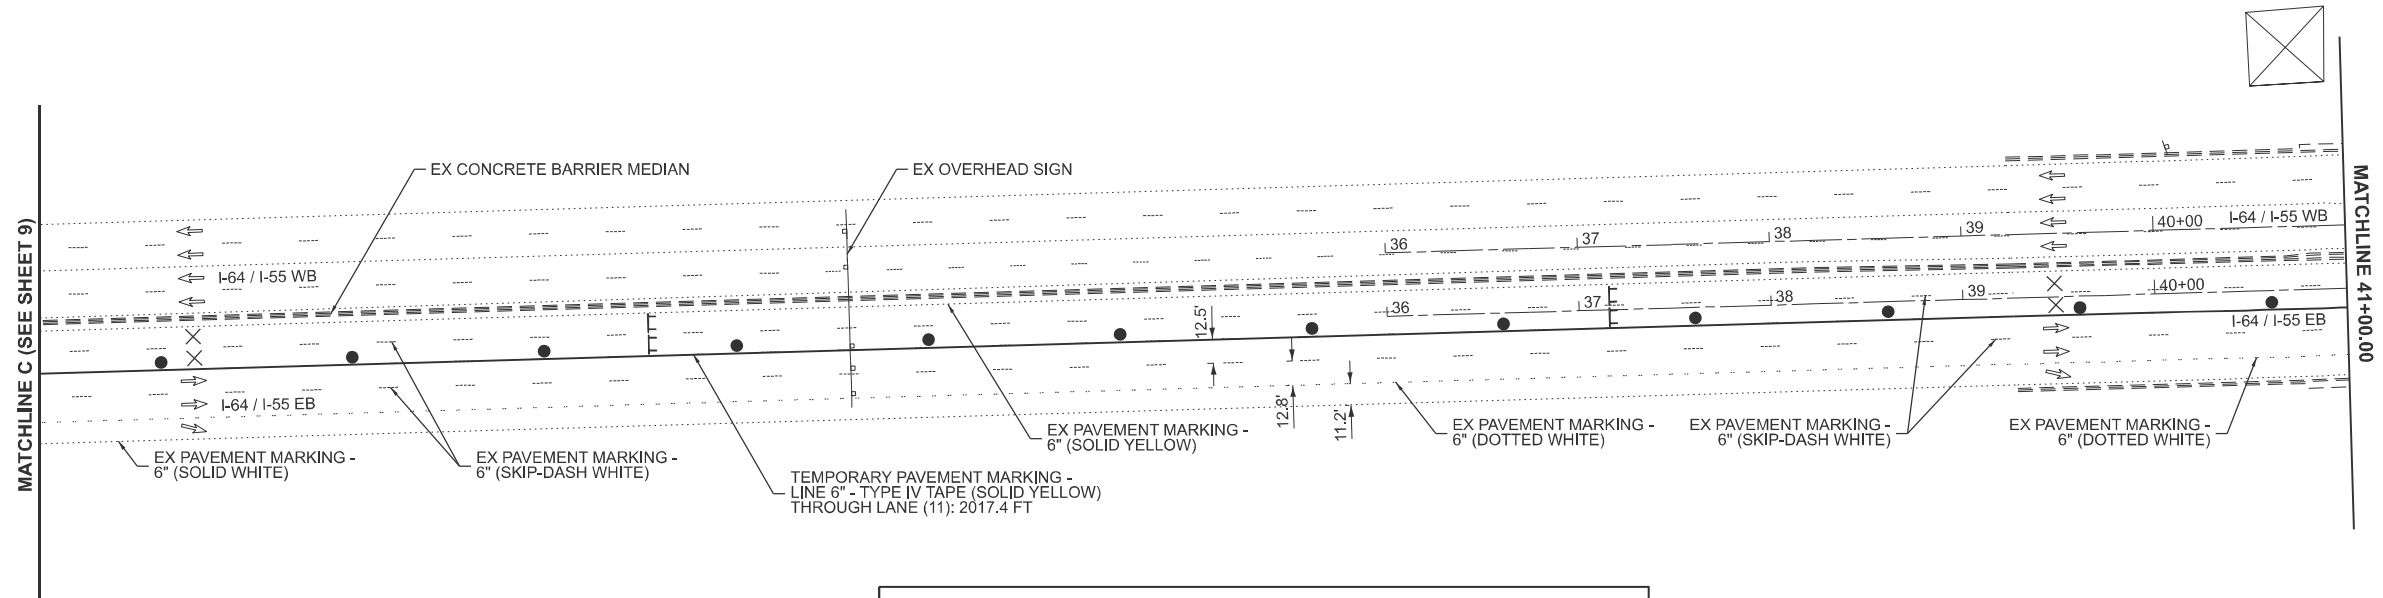 MATCHLINE C (SEE SHEET 9)
EX CONCRETE BARRIER MEDIAN
EX OVERHEAD SIGN
I-64 / I-55 WB
36
37
38
39
40+00
I-64 / I-55 WB
MATCHLINE 41+00.00
36
37
38
39
40+00
I-64 / I-55 EB
I-64 / I-55 EB
12.5'
12.8'
11.2'
EX PAVEMENT MARKING -
6" (SOLID WHITE)
EX PAVEMENT MARKING -
6" (SKIP-DASH WHITE)
TEMPORARY PAVEMENT MARKING -
LINE 6" - TYPE IV TAPE (SOLID YELLOW)
THROUGH LANE (11): 2017.4 FT
EX PAVEMENT MARKING -
6" (SOLID YELLOW)
EX PAVEMENT MARKING -
6" (DOTTED WHITE)
EX PAVEMENT MARKING -
6" (SKIP-DASH WHITE)
EX PAVEMENT MARKING -
6" (DOTTED WHITE)